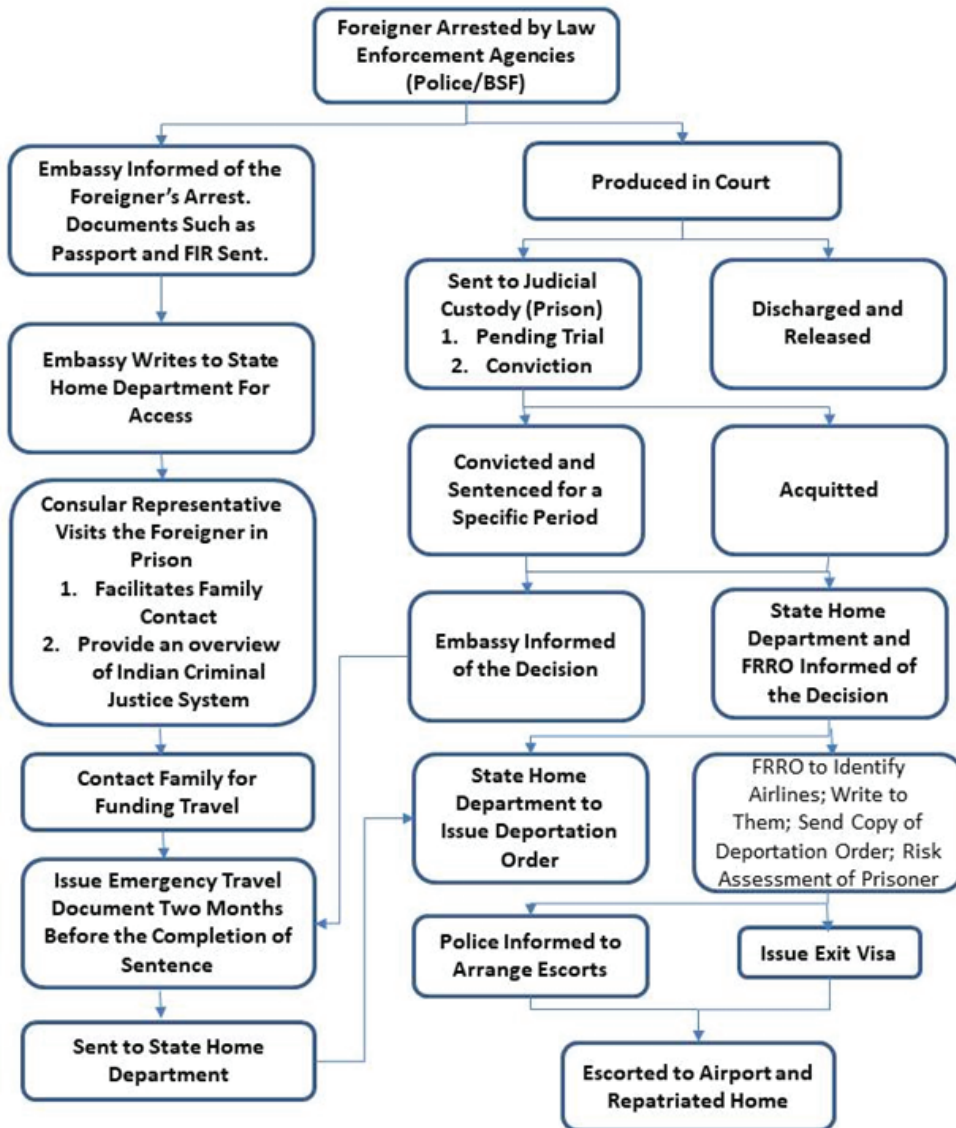 Foreigner Arrested by Law
Enforcement Agencies
(Police/BSF)
Embassy Informed of the
Foreigner's Arrest.
Documents Such as
Passport and FIR Sent.
Produced in Court
Sent to Judicial
Custody (Prison)
1. Pending Trial
2. Conviction
Discharged and
Released
Embassy Writes to State
Home Department For
Access
Convicted and
Sentenced for a
Specific Period
Acquitted
Consular Representative
Visits the Foreigner in
Prison
1. Facilitates Family
Contact
2. Provide an overview
of Indian Criminal
Justice System
Embassy Informed
of the Decision
State Home
Department and
FRRO Informed of
the Decision
Contact Family for
Funding Travel
State Home
Department to
Issue Deportation
Order
FRRO to Identify
Airlines; Write to
Them; Send Copy of
Deportation Order; Risk
Assessment of Prisoner
Issue Emergency Travel
Document Two Months
Before the Completion of
Sentence
Police Informed to
Arrange Escorts
Issue Exit Visa
Sent to State Home
Department
Escorted to Airport and
Repatriated Home